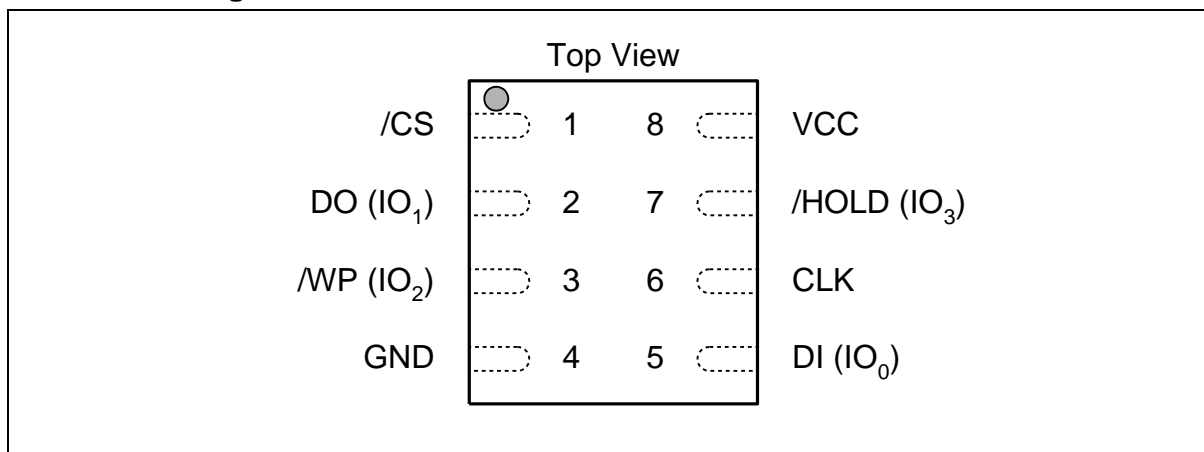 Top View
/CS 1 8 VCC
DO (IO₁) 2 7 /HOLD (IO₃)
/WP (IO₂) 3 6 CLK
GND 4 5 DI (IO₀)